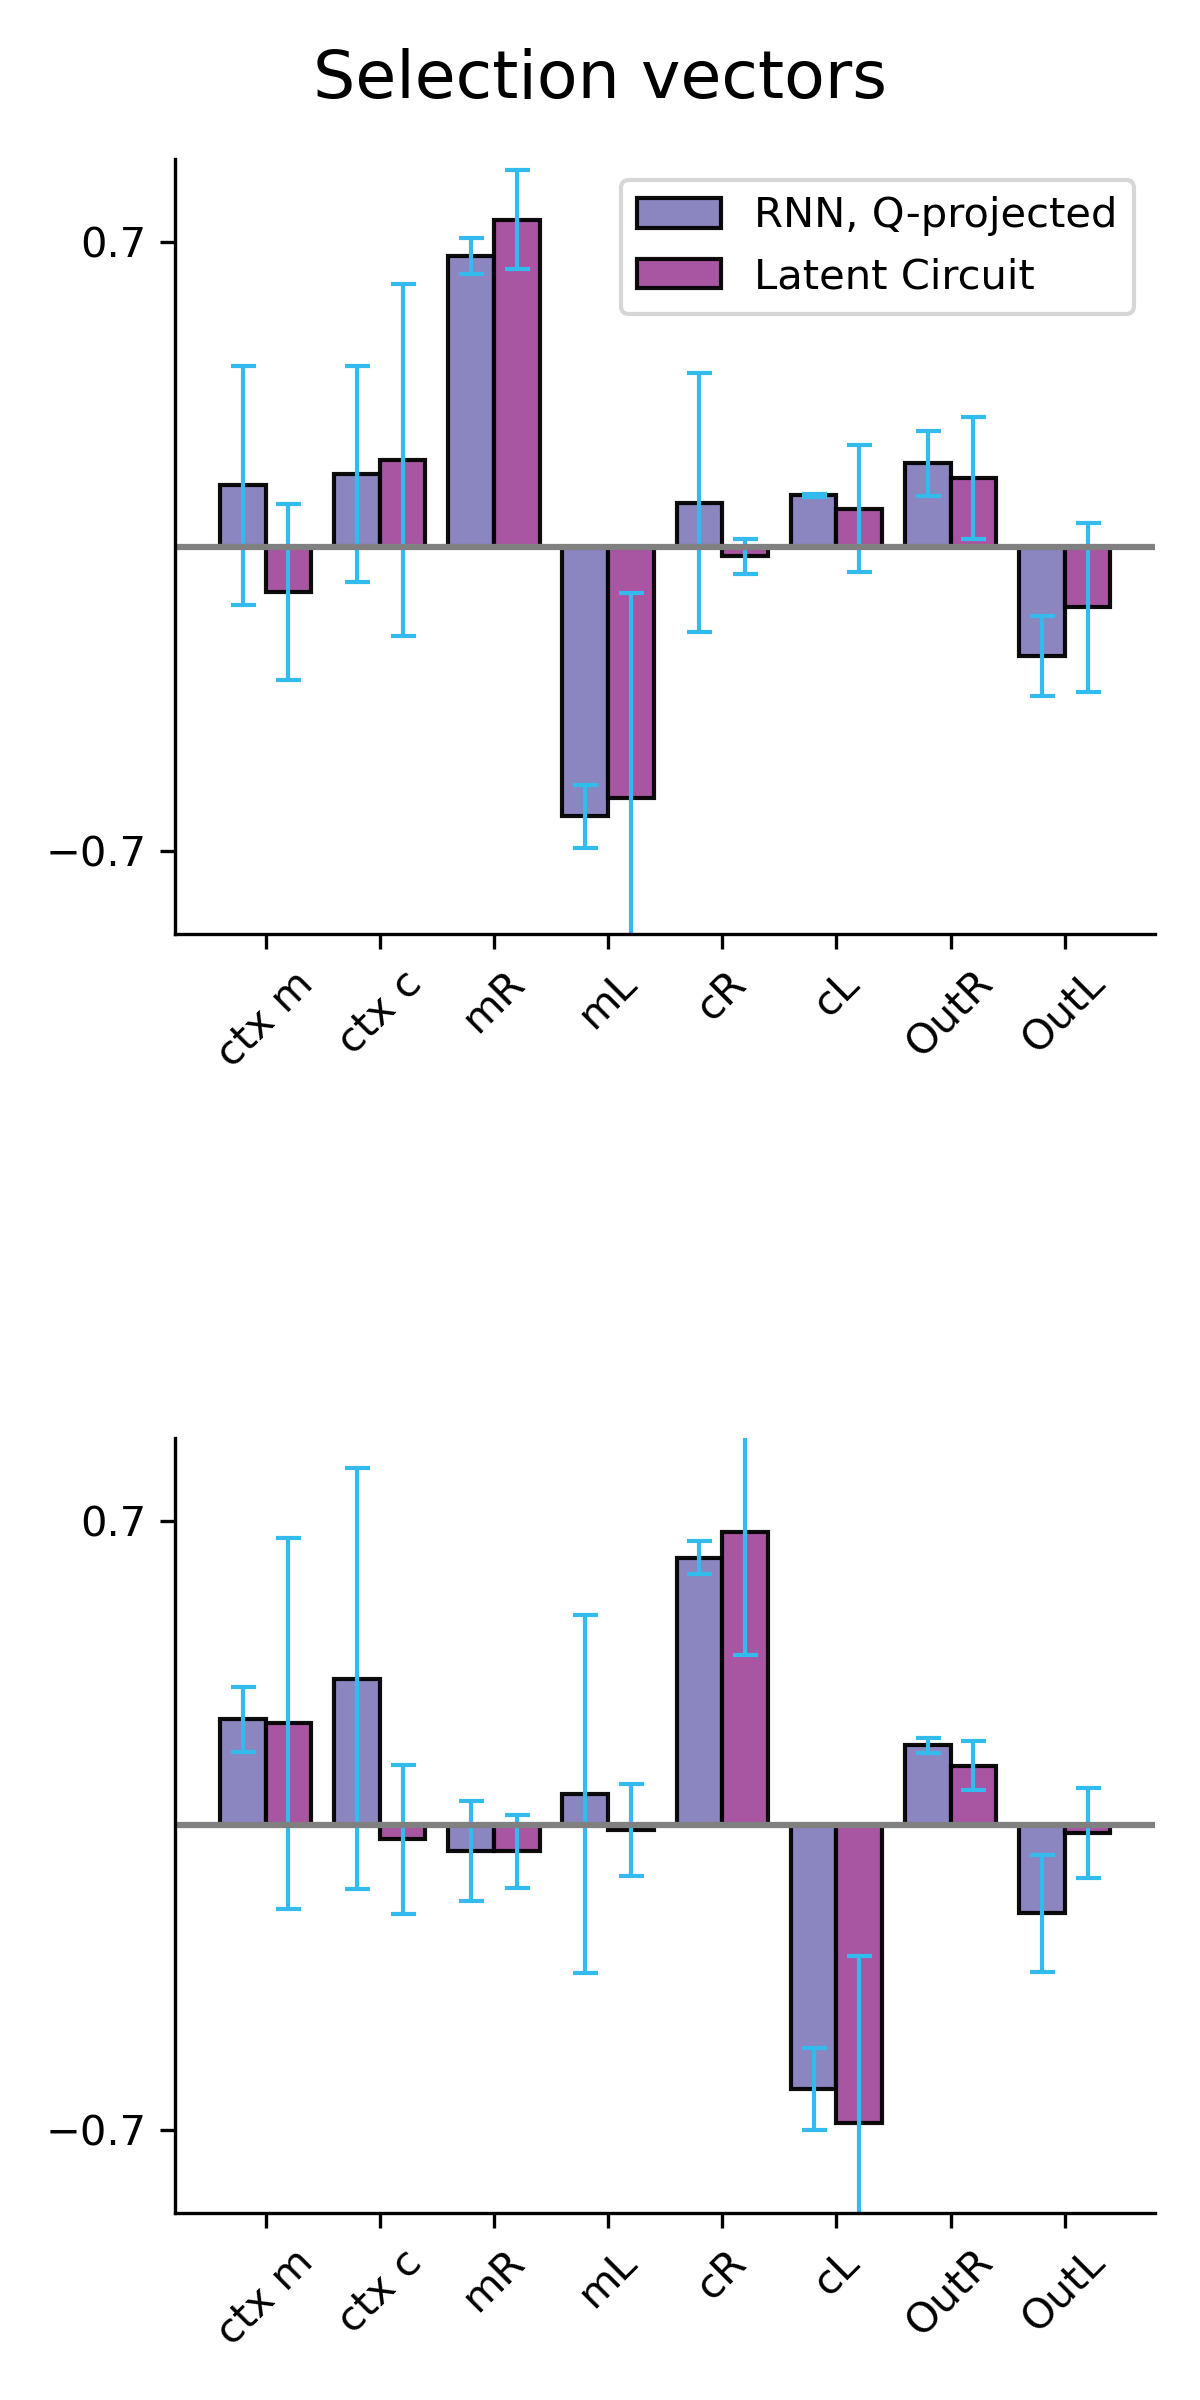 Selection vectors
RNN, Q-projected
Latent Circuit
0.7
−0.7
ctx m
ctx c
mR
mL
cR
cL
OutR
OutL
0.7
−0.7
ctx m
ctx c
mR
mL
cR
cL
OutR
OutL